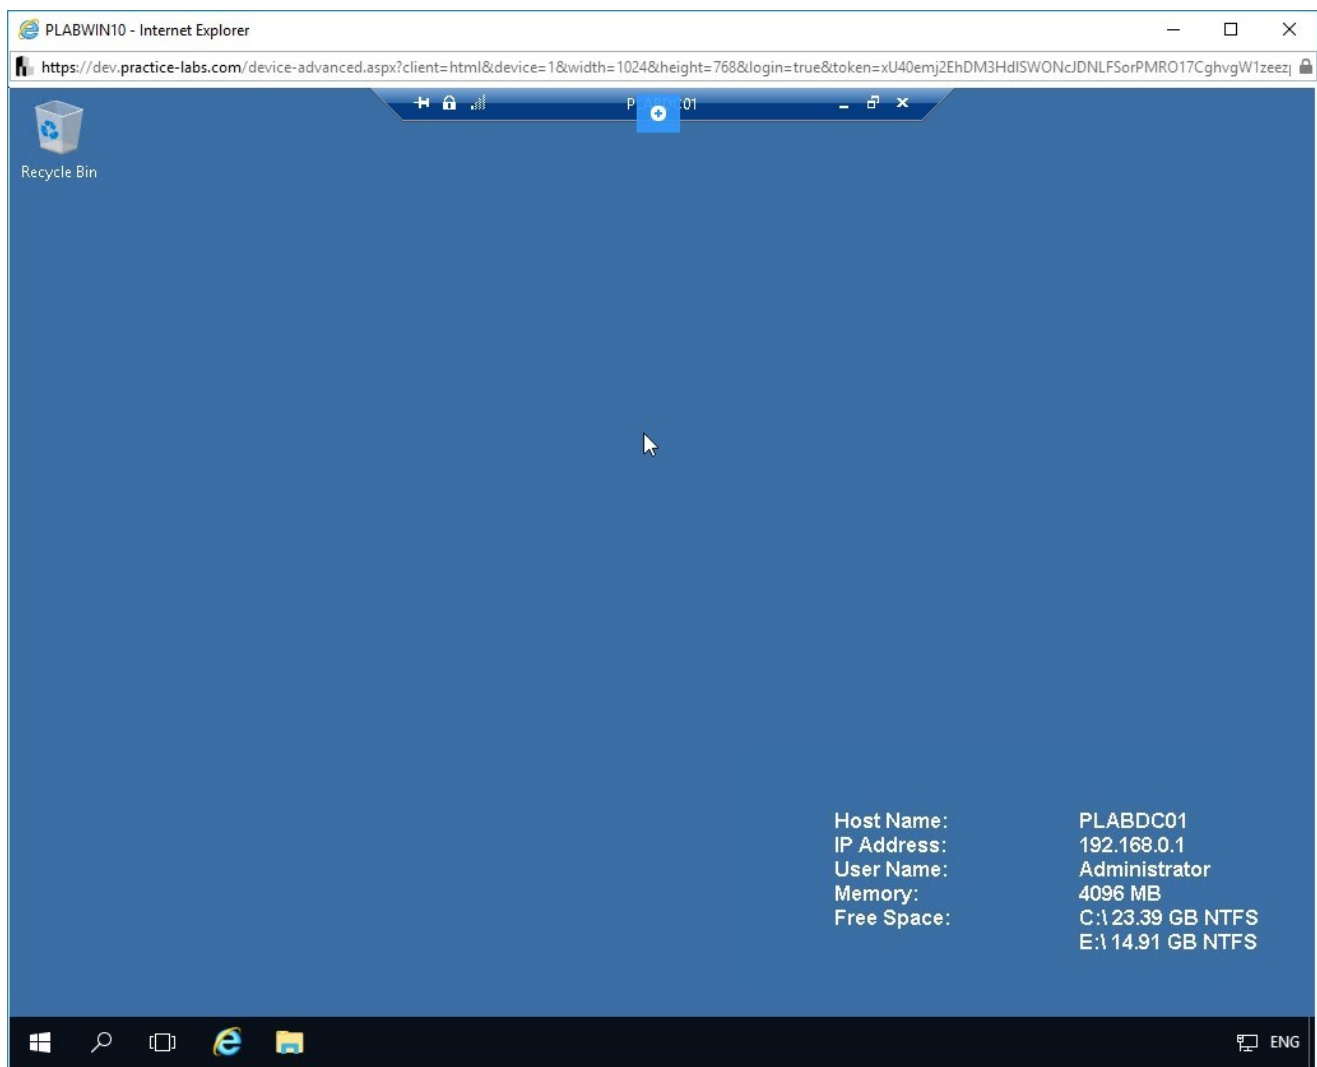 PLABWIN10 - Internet Explorer
https://dev.practice-labs.com/device-advanced.aspx?client=html&device=1&width=1024&height=768&login=true&token=
01
Recycle Bin
Host Name: PLABDC01
IP Address: 192.168.0.1
User Name: Administrator
Memory: 4096 MB
Free Space: C:\ 23.39 GB NTFS
E:\ 14.91 GB NTFS
ENG